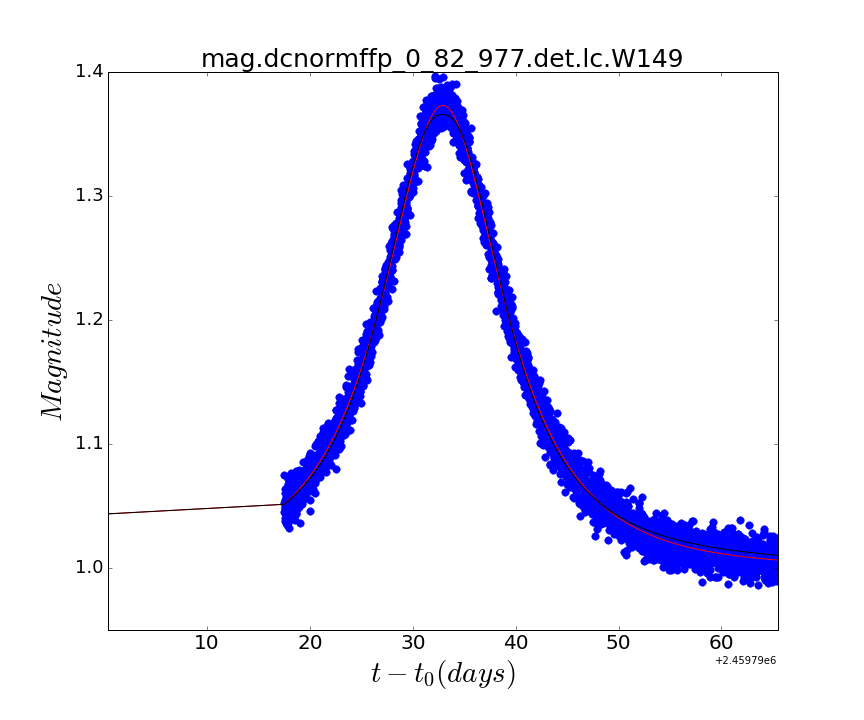 mag.dcnormffp_0_82_977.det.lc.W149
Magnitude
1.4
1.3
1.2
1.1
1.0
10 20 30 40 50 60
+2.45979e6
t − t₀(days)